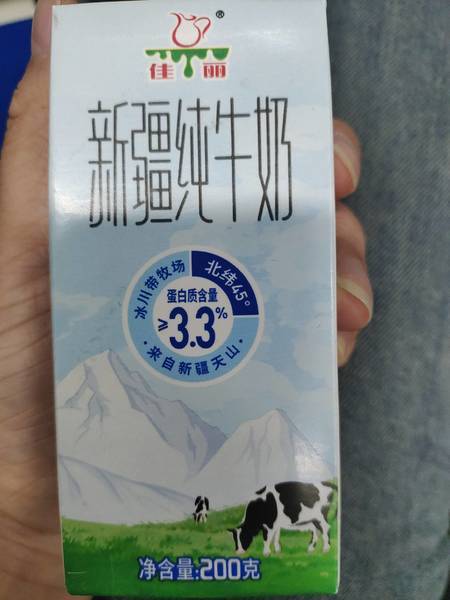 ®
佳丽
新疆纯牛奶
冰川带牧场
北纬45°
蛋白质含量
≥3.3%
·来自新疆天山·
净含量:200克